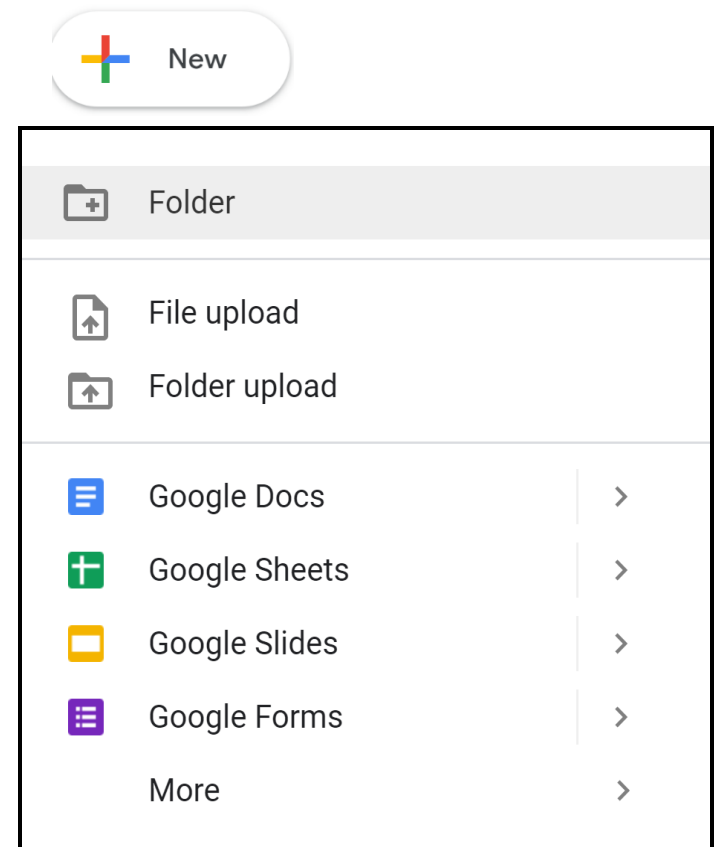 New
Folder
File upload
Folder upload
Google Docs
Google Sheets
Google Slides
Google Forms
More